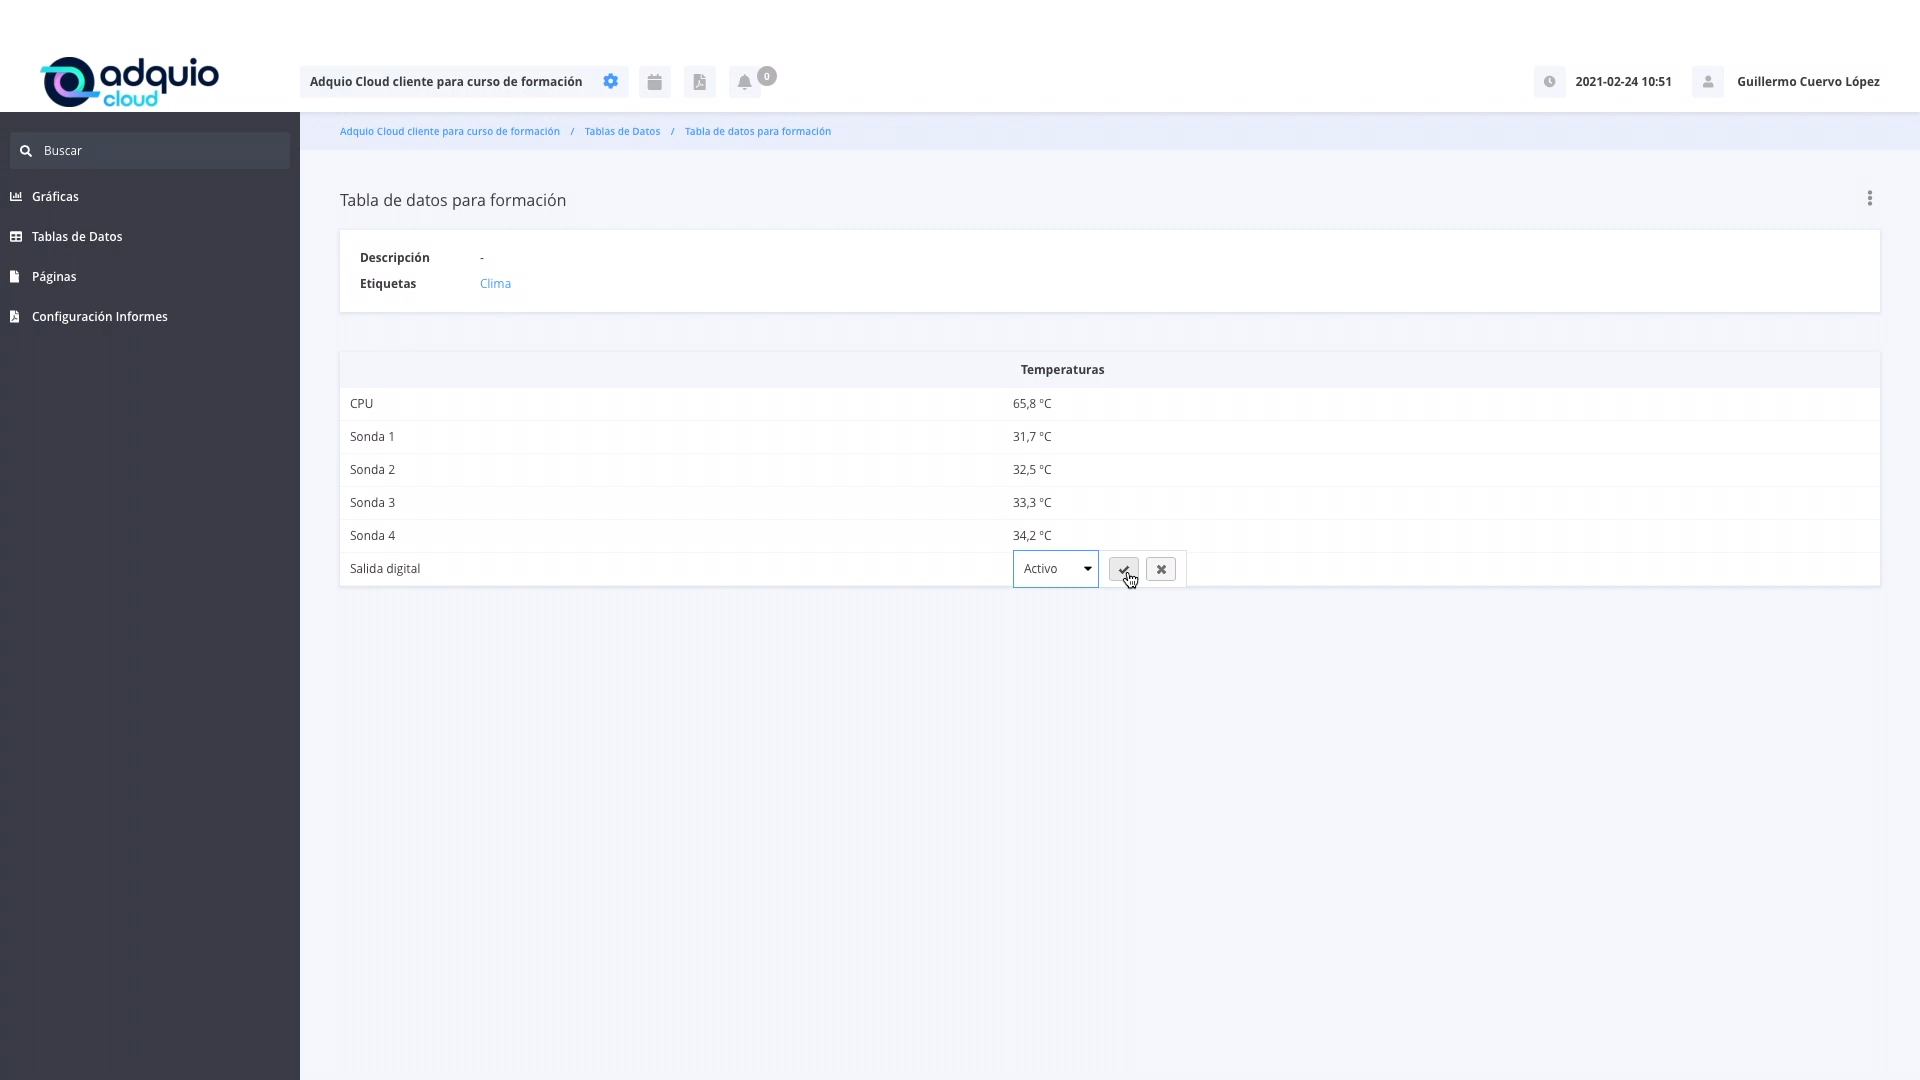 adquio
cloud
Adquio Cloud cliente para curso de formación
0
2021-02-24 10:51
Guillermo Cuervo López
Adquio Cloud cliente para curso de formación / Tablas de Datos / Tabla de datos para formación
Buscar
Gráficas
Tablas de Datos
Páginas
Configuración Informes
Tabla de datos para formación
Descripción -
Etiquetas Clima
Temperaturas
CPU 65,8 °C
Sonda 1 31,7 °C
Sonda 2 32,5 °C
Sonda 3 33,3 °C
Sonda 4 34,2 °C
Salida digital Activo